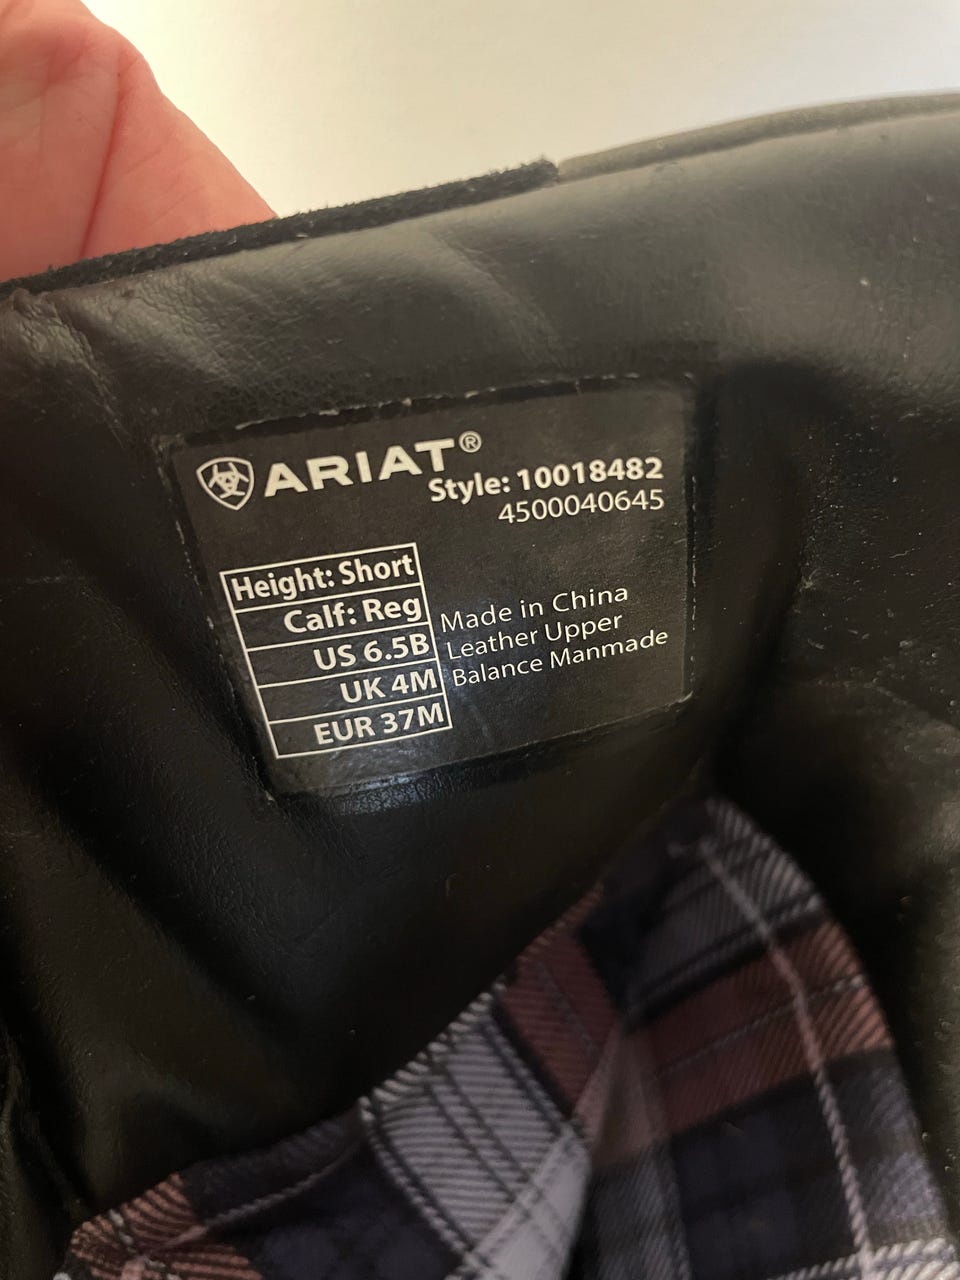 ARIAT®
Style: 10018482
4500040645
Height: Short
Calf: Reg
US 6.5B
UK 4M
EUR 37M
Made in China
Leather Upper
Balance Manmade